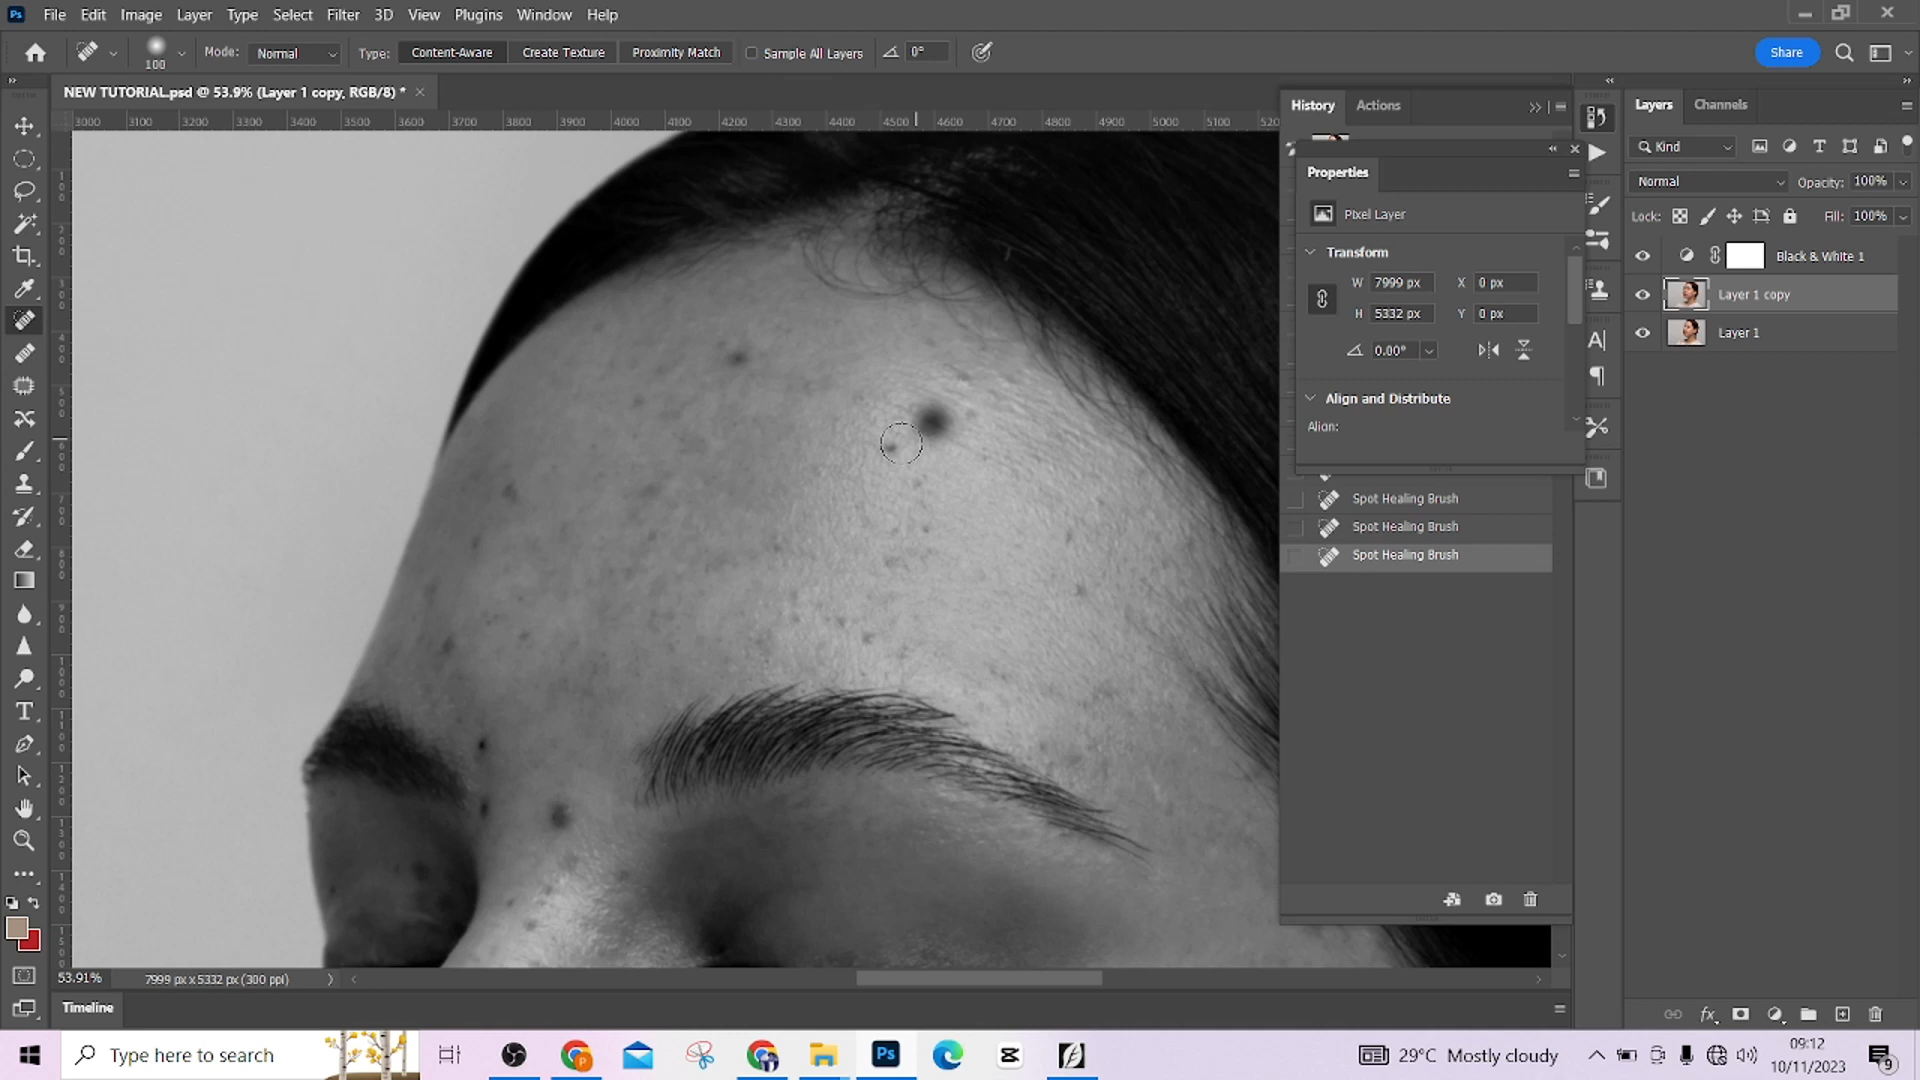 File Edit Image Layer Type Select Filter 3D View Plugins Window Help
100 Mode: Normal Type: Content-Aware Create Texture Proximity Match Sample All Layers 0° Share
NEW TUTORIAL.psd @ 53.9% (Layer 1 copy, RGB/8) *
3000 3100 3200 3300 3400 3500 3600 3700 3800 3900 4000 4100 4200 4300 4400 4500 4600 4700 4800 4900 5000 5100 520
History Actions
Properties
Pixel Layer
Transform
W 7999 px X 0 px
H 5332 px Y 0 px
0.00°
Align and Distribute
Align:
Spot Healing Brush
Spot Healing Brush
Spot Healing Brush
Layers Channels
Kind
Normal Opacity: 100%
Lock: Fill: 100%
Black & White 1
Layer 1 copy
Layer 1
53.91% 7999 px x 5332 px (300 ppi)
Timeline
Type here to search
29°C Mostly cloudy
09:12
10/11/2023
9